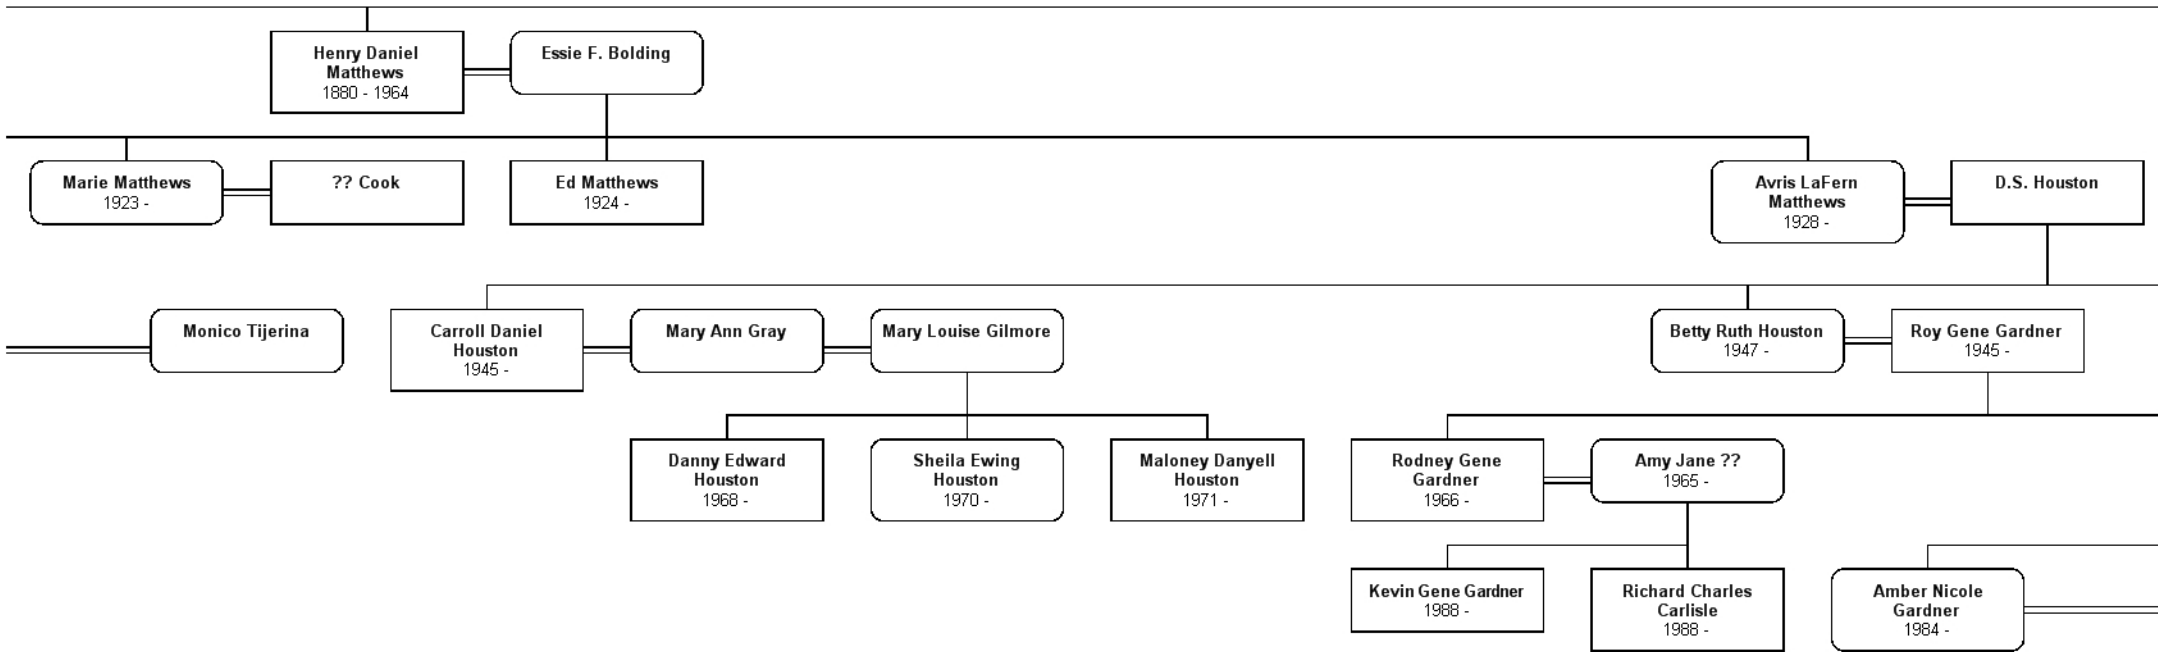 Henry Daniel
Matthews
1880 - 1964
Essie F. Bolding
Marie Matthews
1923 -
?? Cook
Ed Matthews
1924 -
Avris LaFern
Matthews
1928 -
D.S. Houston
Monico Tijerina
Carroll Daniel
Houston
1945 -
Mary Ann Gray
Mary Louise Gilmore
Betty Ruth Houston
1947 -
Roy Gene Gardner
1945 -
Danny Edward
Houston
1968 -
Sheila Ewing
Houston
1970 -
Maloney Danyell
Houston
1971 -
Rodney Gene
Gardner
1966 -
Amy Jane ??
1965 -
Kevin Gene Gardner
1988 -
Richard Charles
Carlisle
1988 -
Amber Nicole
Gardner
1984 -